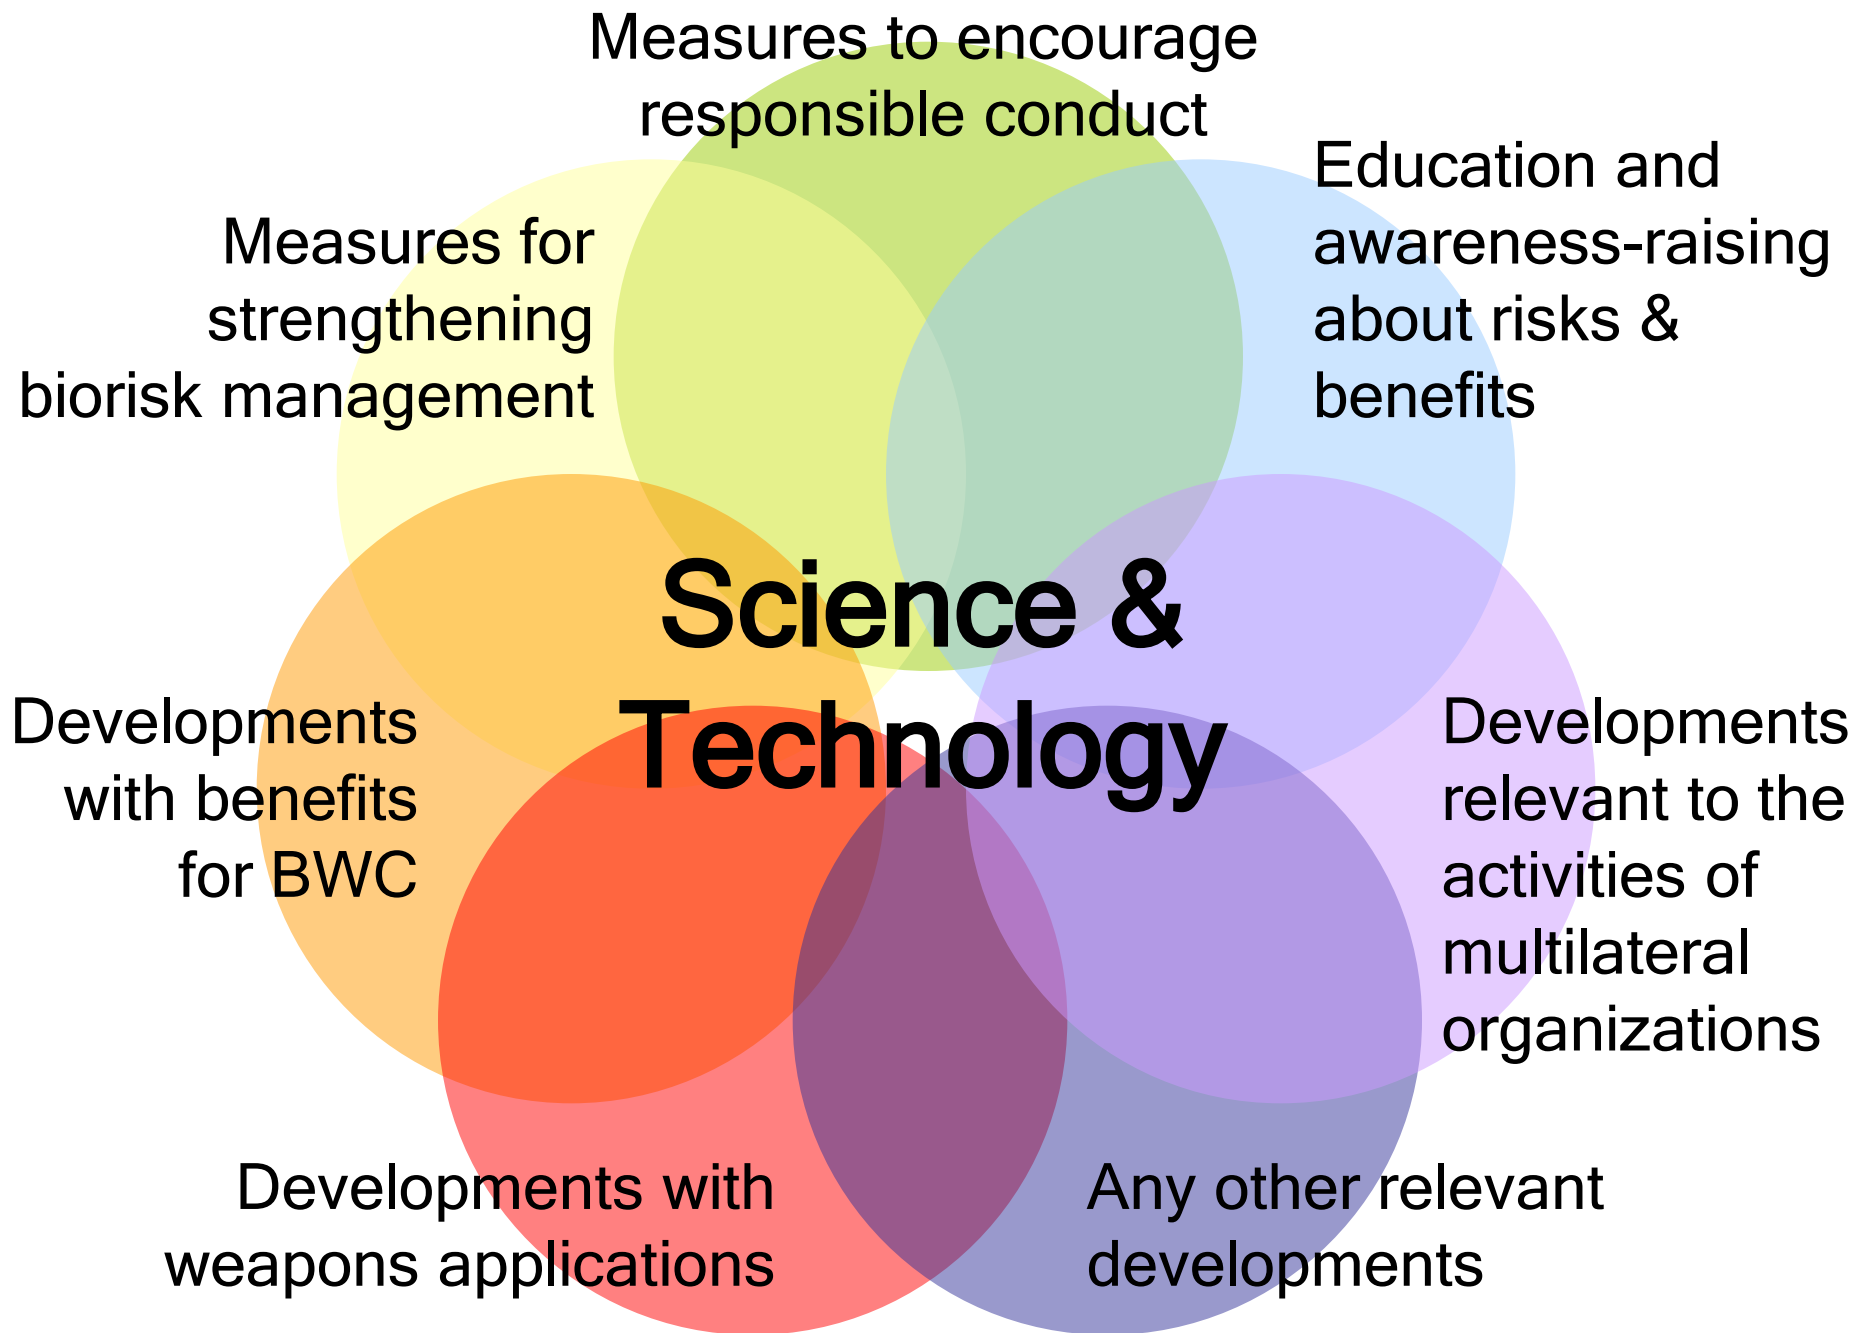 Measures to encourage
responsible conduct
Education and
awareness-raising
about risks &
benefits
Measures for
strengthening
biorisk management
Science &
Technology
Developments
with benefits
for BWC
Developments
relevant to the
activities of
multilateral
organizations
Developments with
weapons applications
Any other relevant
developments